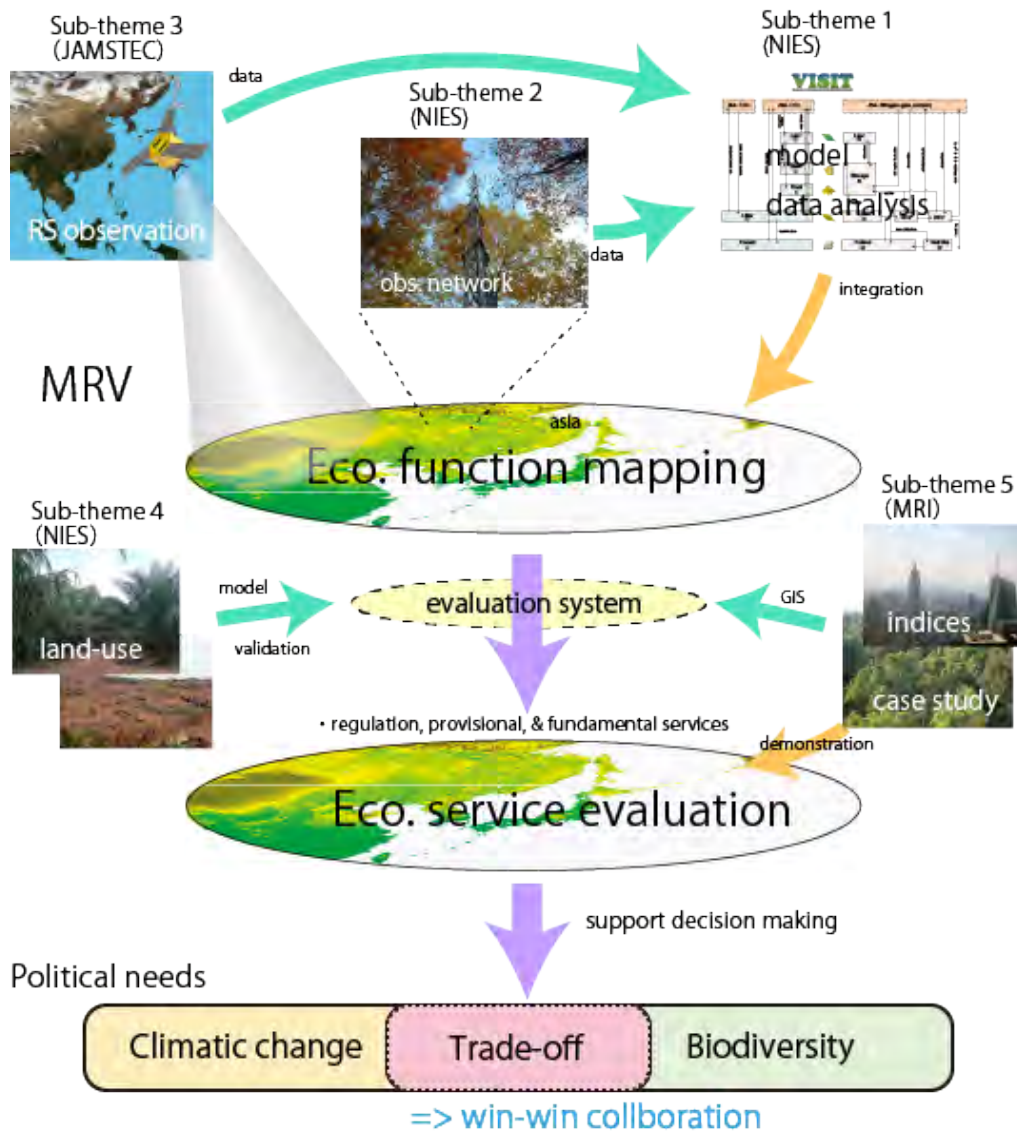 Sub-theme 3
(JAMSTEC)
data
RS observation
Sub-theme 2
(NIES)
obs. network
data
Sub-theme 1
(NIES)
VISIT
model
data analysis
integration
MRV
asia
Eco. function mapping
Sub-theme 4
(NIES)
land-use
model
validation
evaluation system
Sub-theme 5
(MRI)
GIS
indices
case study
• regulation, provisional, & fundamental services
demonstration
Eco. service evaluation
support decision making
Political needs
Climatic change
Trade-off
Biodiversity
=> win-win collboration